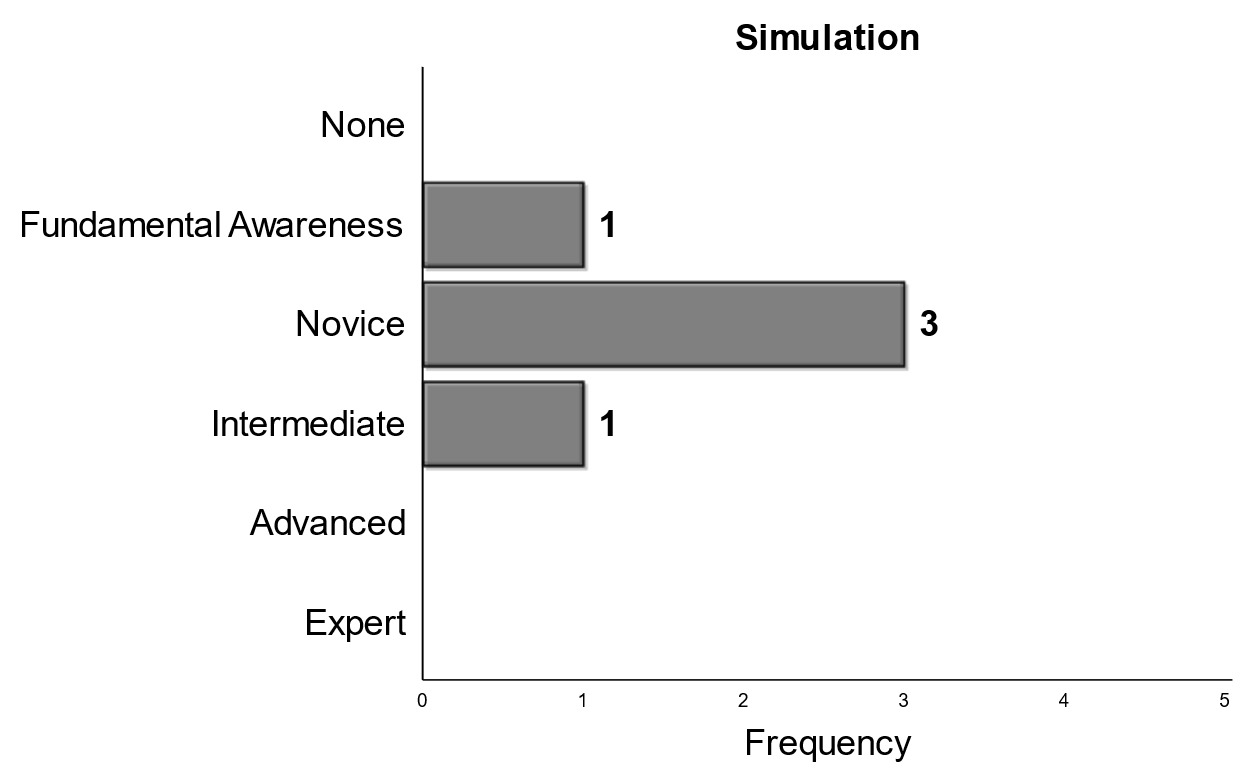 Simulation
None
Fundamental Awareness 1
Novice 3
Intermediate 1
Advanced
Expert
0 1 2 3 4 5
Frequency